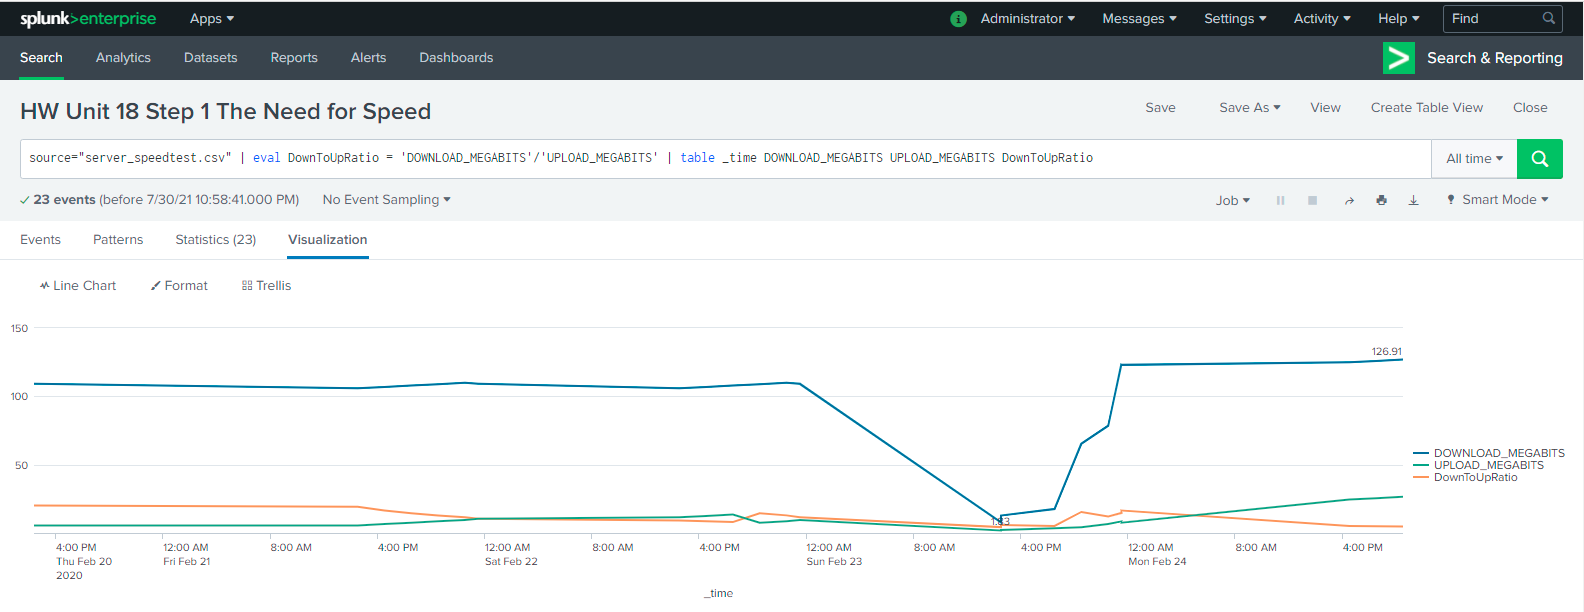 splunk>enterprise Apps Administrator Messages Settings Activity Help Find
Search Analytics Datasets Reports Alerts Dashboards Search & Reporting
HW Unit 18 Step 1 The Need for Speed Save Save As View Create Table View Close
source="server_speedtest.csv" | eval DownToUpRatio = 'DOWNLOAD_MEGABITS'/'UPLOAD_MEGABITS' | table _time DOWNLOAD_MEGABITS UPLOAD_MEGABITS DownToUpRatio All time
23 events (before 7/30/21 10:58:41.000 PM) No Event Sampling Job Smart Mode
Events Patterns Statistics (23) Visualization
Line Chart Format Trellis
150
126.91
100
50
DOWNLOAD_MEGABITS
UPLOAD_MEGABITS
DownToUpRatio
4:00 PM 12:00 AM 8:00 AM 4:00 PM 12:00 AM 8:00 AM 4:00 PM 12:00 AM 8:00 AM 4:00 PM 12:00 AM 8:00 AM 4:00 PM
Thu Feb 20 Fri Feb 21 Sat Feb 22 Sun Feb 23 Mon Feb 24
2020
_time